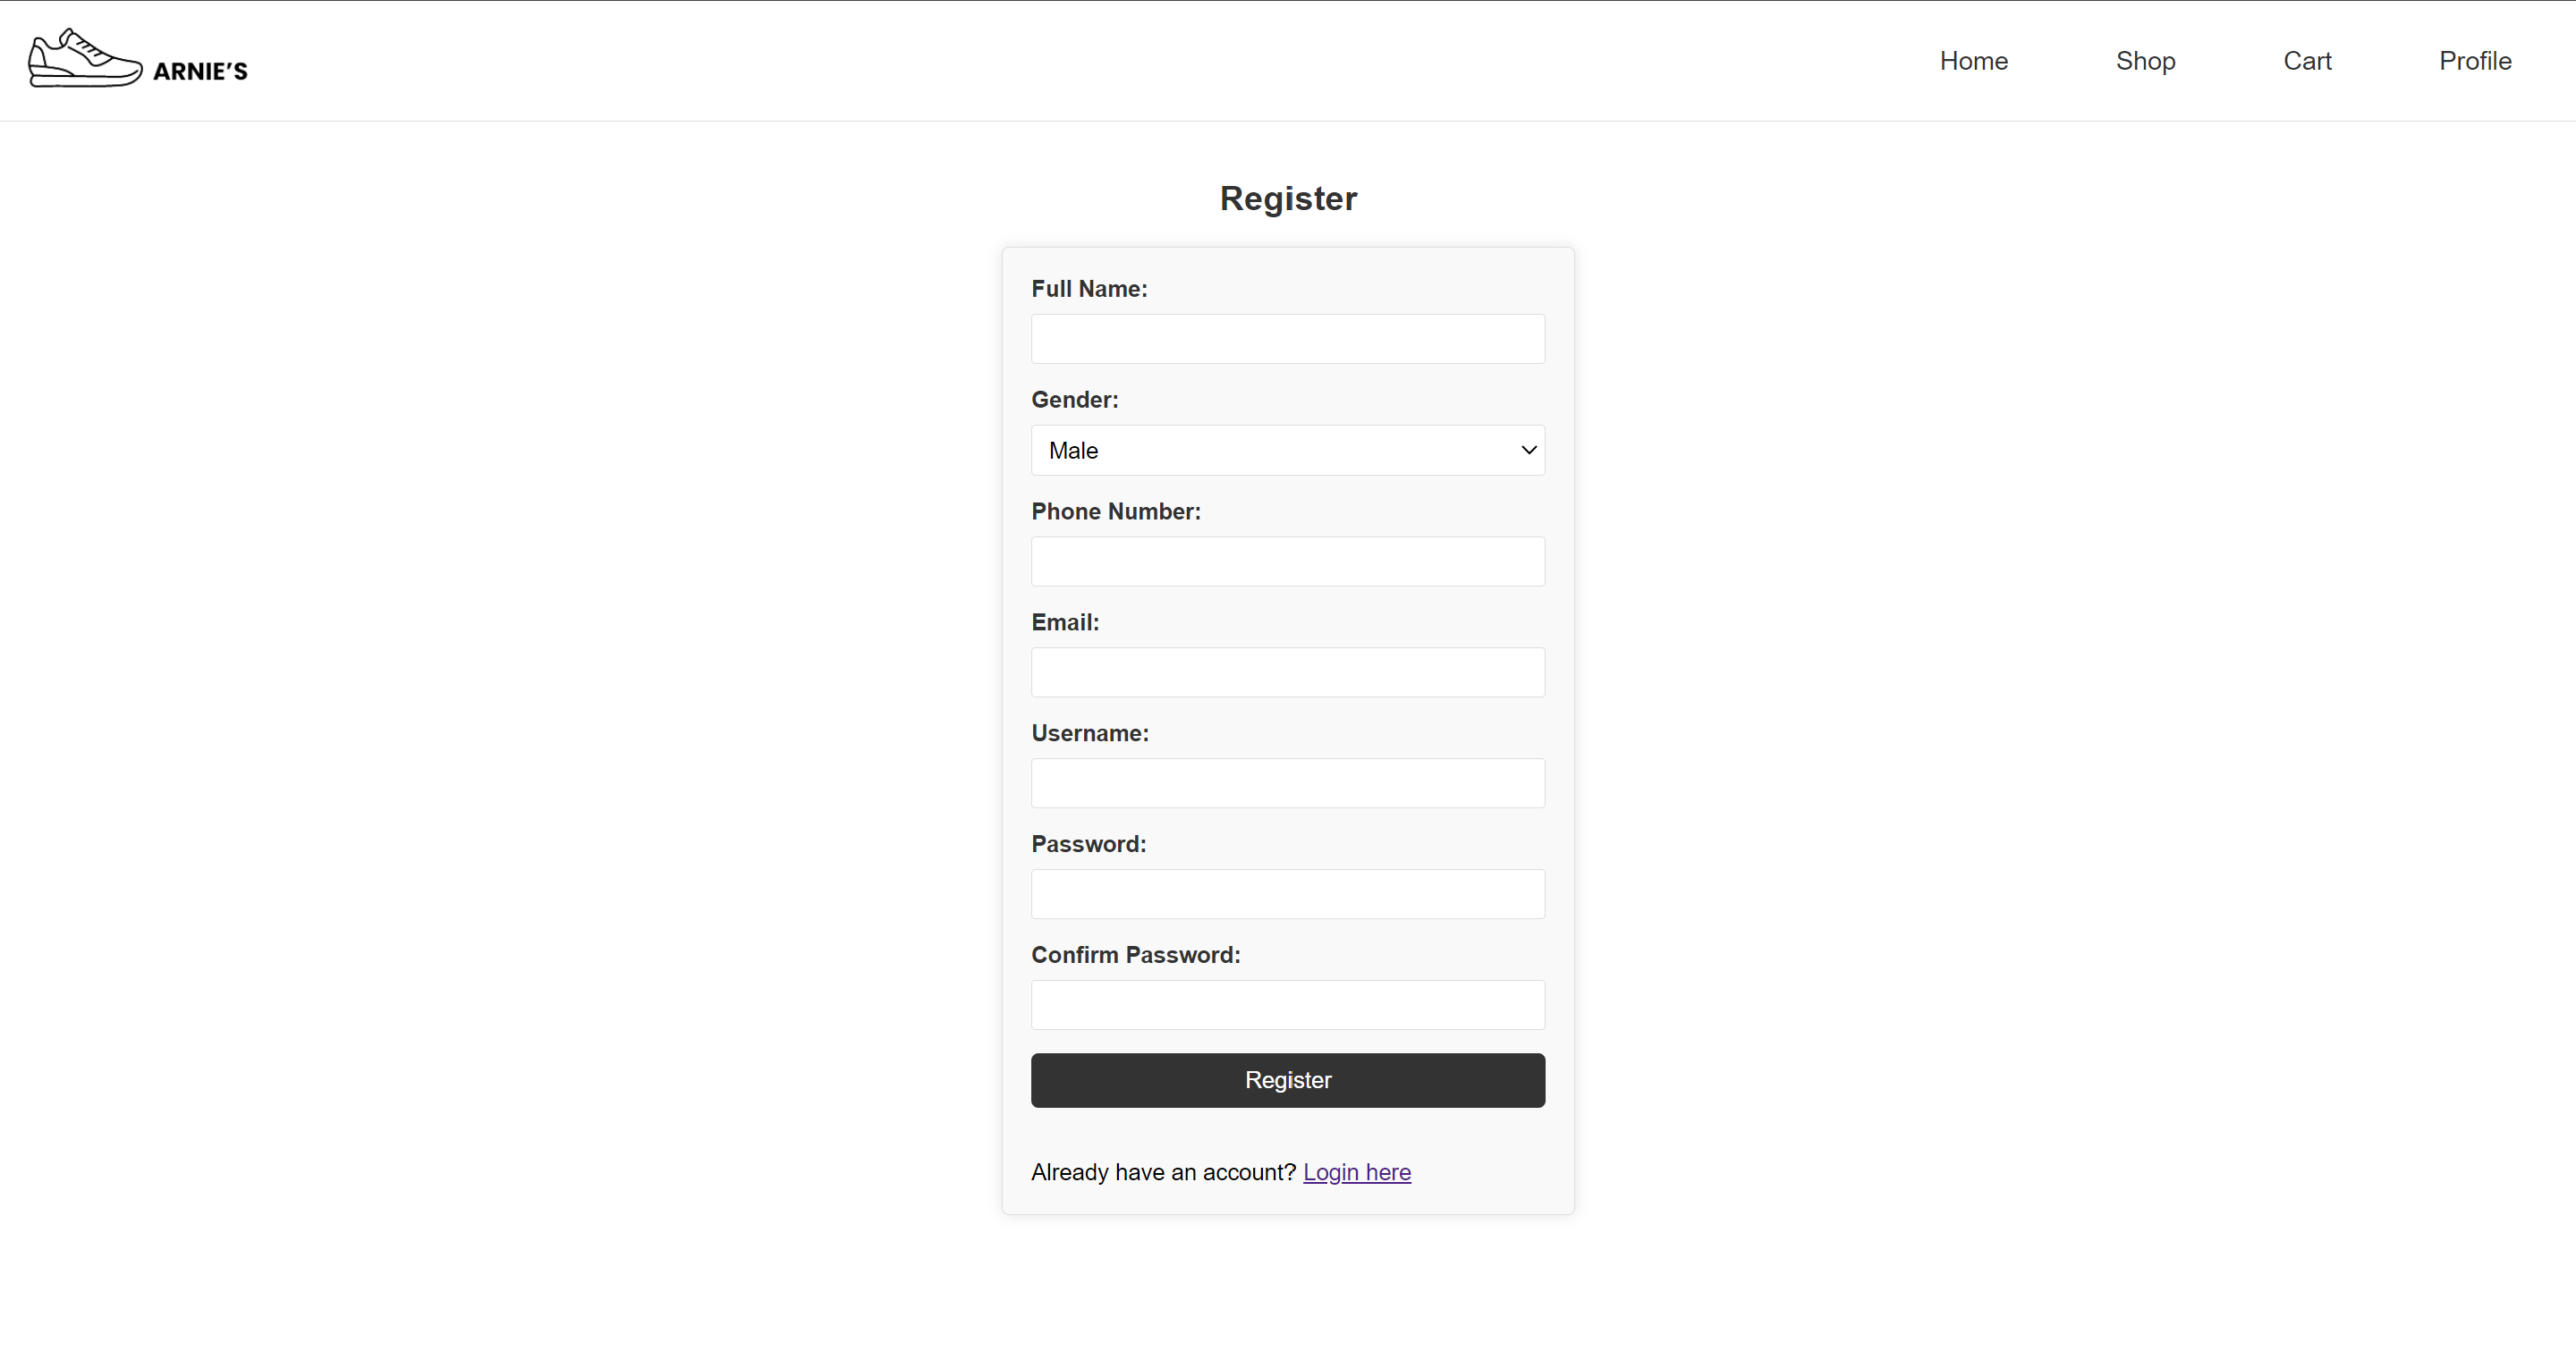 ARNIE’S
Home Shop Cart Profile
Register
Full Name:
Gender:
Male
Phone Number:
Email:
Username:
Password:
Confirm Password:
Register
Already have an account? Login here